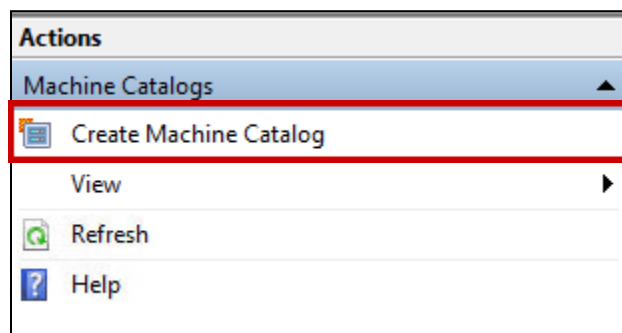 Actions
Machine Catalogs
Create Machine Catalog
View
Refresh
Help